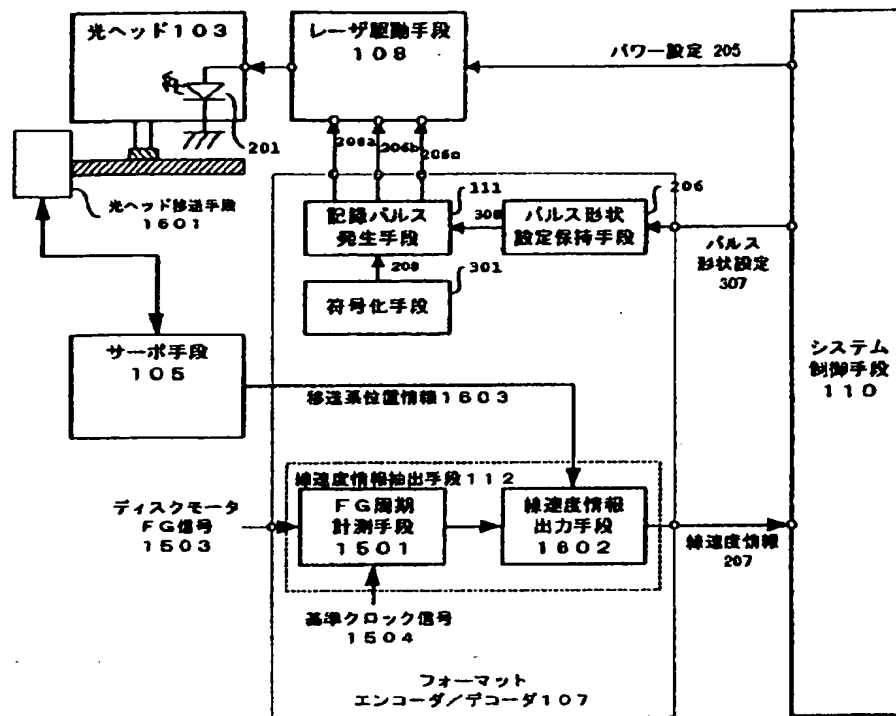 光ヘッド103
レーザ駆動手段
108
パワー設定 205
201
208a
208b
208c
光ヘッド移送手段
1601
111
記録パルス
発生手段
308
206
パルス形状
設定保持手段
パルス
形状設定
307
208
301
符号化手段
サーボ手段
105
システム
制御手段
110
移送系位置情報1603
線速度情報抽出手段112
ディスクモータ
FG信号
1503
FG周期
計測手段
1501
線速度情報
出力手段
1602
線速度情報
207
基準クロック信号
1504
フォーマット
エンコーダ/デコーダ107